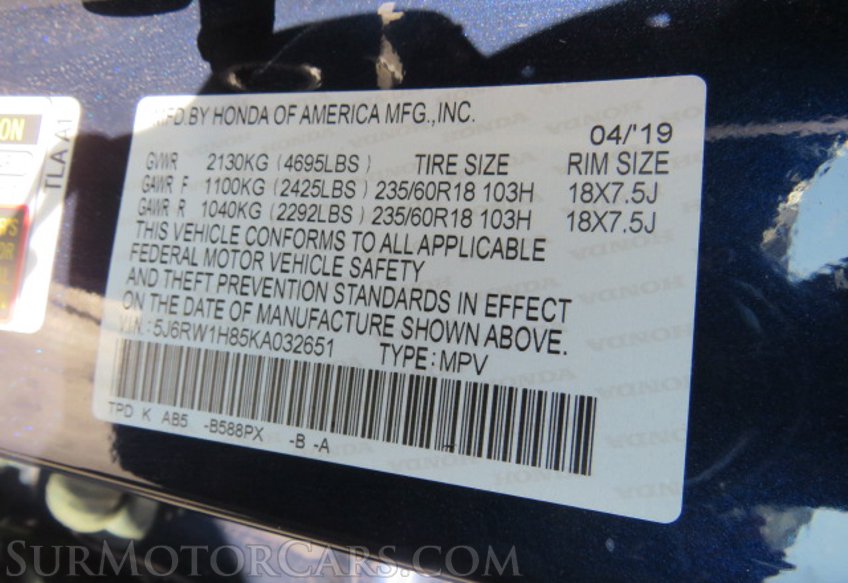 MFD.BY HONDA OF AMERICA MFG.,INC.
04/'19
GVWR 2130KG (4695LBS) TIRE SIZE RIM SIZE
GAWR F 1100KG (2425LBS) 235/60R18 103H 18X7.5J
GAWR R 1040KG (2292LBS) 235/60R18 103H 18X7.5J
THIS VEHICLE CONFORMS TO ALL APPLICABLE
FEDERAL MOTOR VEHICLE SAFETY
AND THEFT PREVENTION STANDARDS IN EFFECT
ON THE DATE OF MANUFACTURE SHOWN ABOVE.
V.I.N.: 5J6RW1H85KA032651 TYPE: MPV
TPD K AB5 -B588PX -B -A
TLA A1
SURMOTORCARS.COM